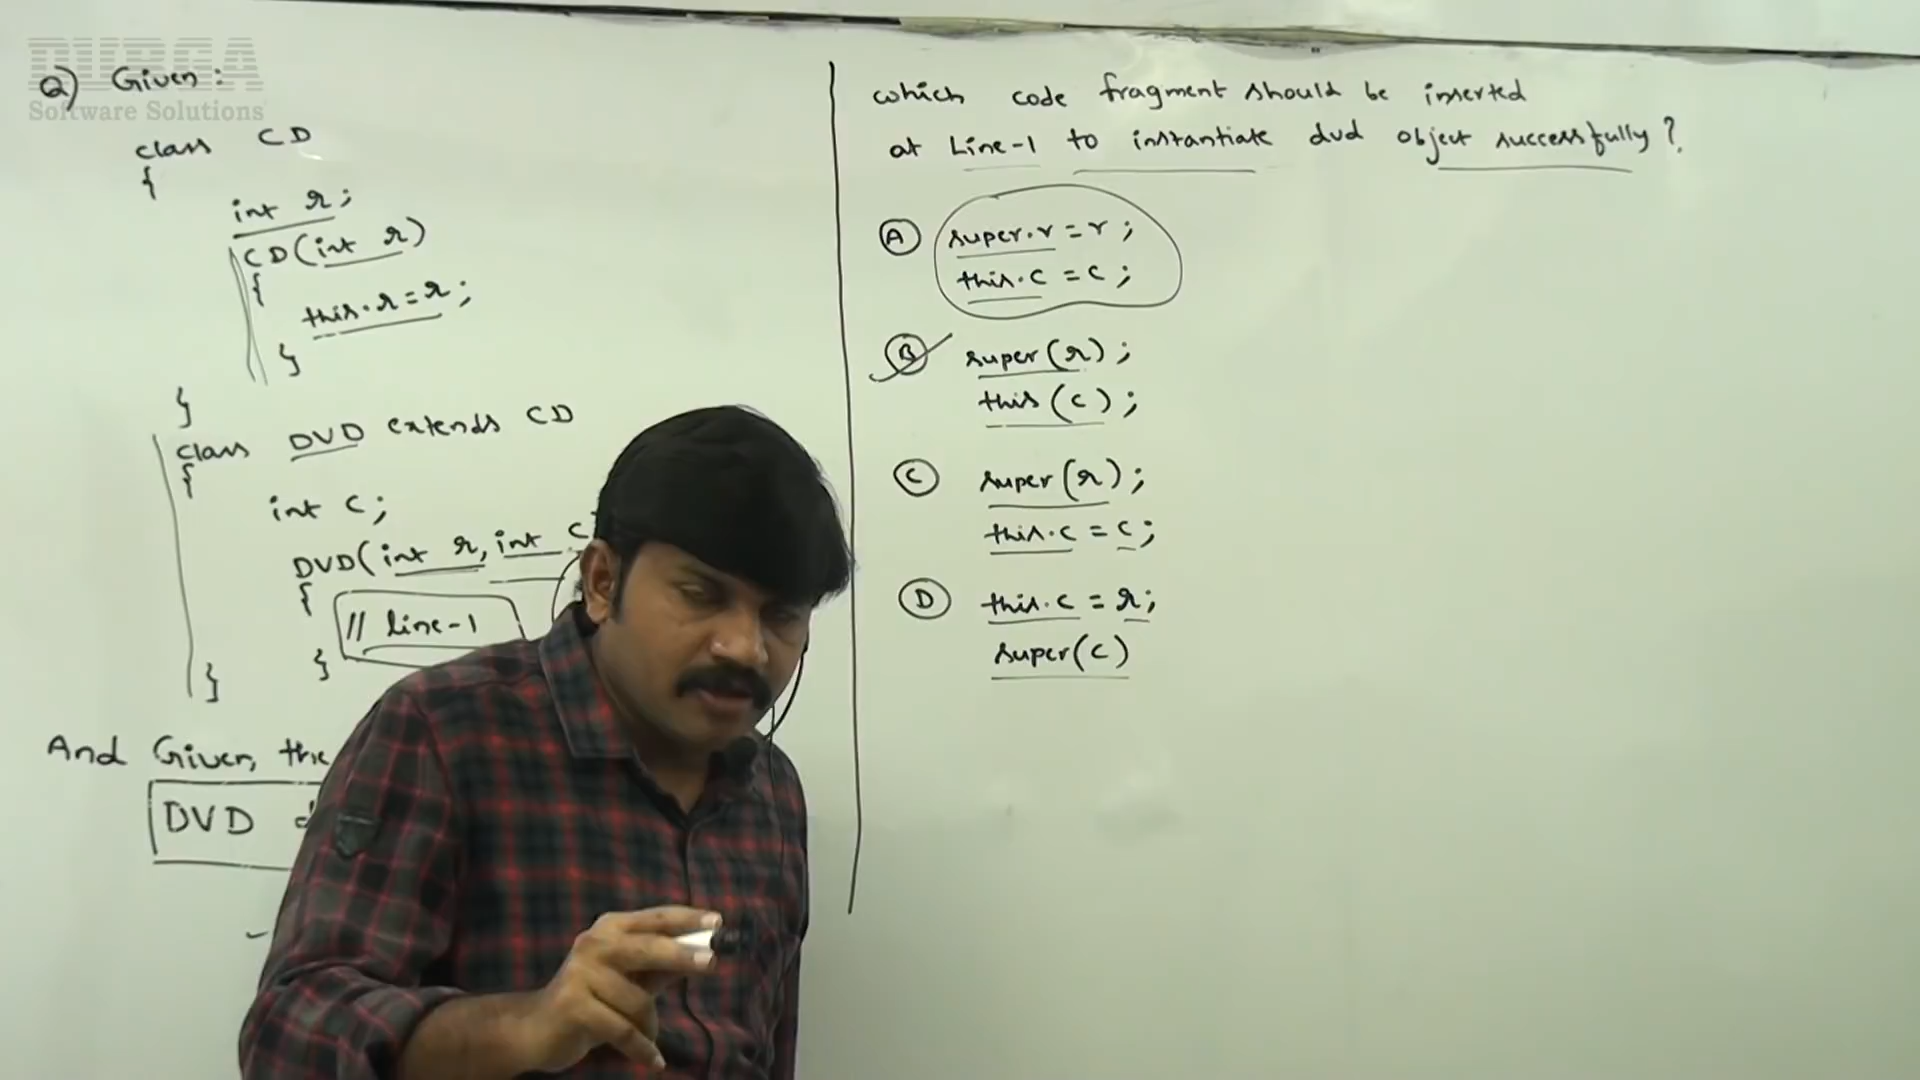 DURGA
Software Solutions
Q) Given:
class CD
{
int r;
CD(int r)
{
this.r=r;
}
}
class DVD extends CD
{
int c;
DVD(int r, int c
{
// line-1
}
}
And Given, the
DVD
which code fragment should be inserted
at Line-1 to instantiate dvd object successfully?
A super.r = r;
this.c = c;
B super(r);
this(c);
C super(r);
this.c = c;
D this.c = r;
super(c)